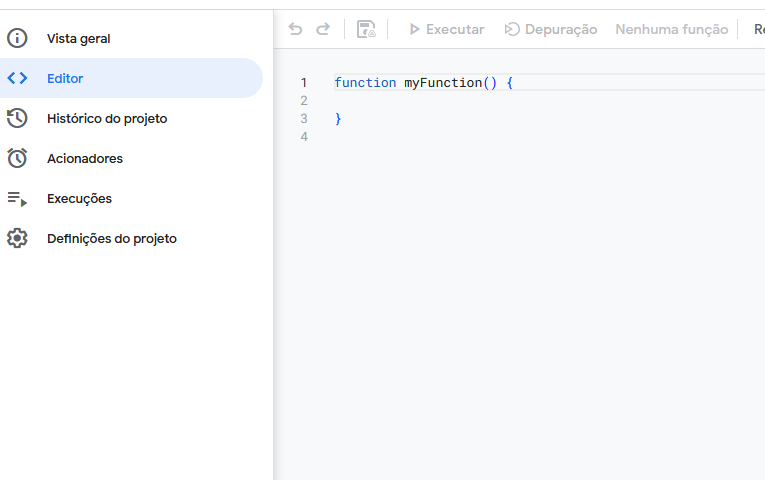 Vista geral
Editor
Histórico do projeto
Acionadores
Execuções
Definições do projeto
Executar Depuração Nenhuma função
1 function myFunction() {
2
3 }
4